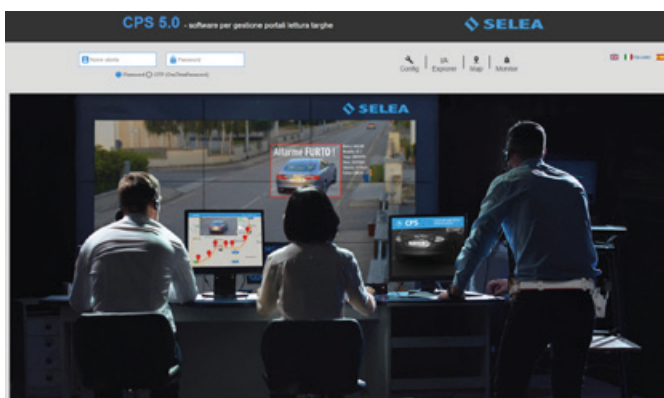 CPS 5.0 - software per gestione portali lettura targhe
SELEA
Nome utente
Password
Password OTP (OneTimePassword)
Config
Explorer
Map
Monitor
SELEA
Allarme FURTO !
CPS